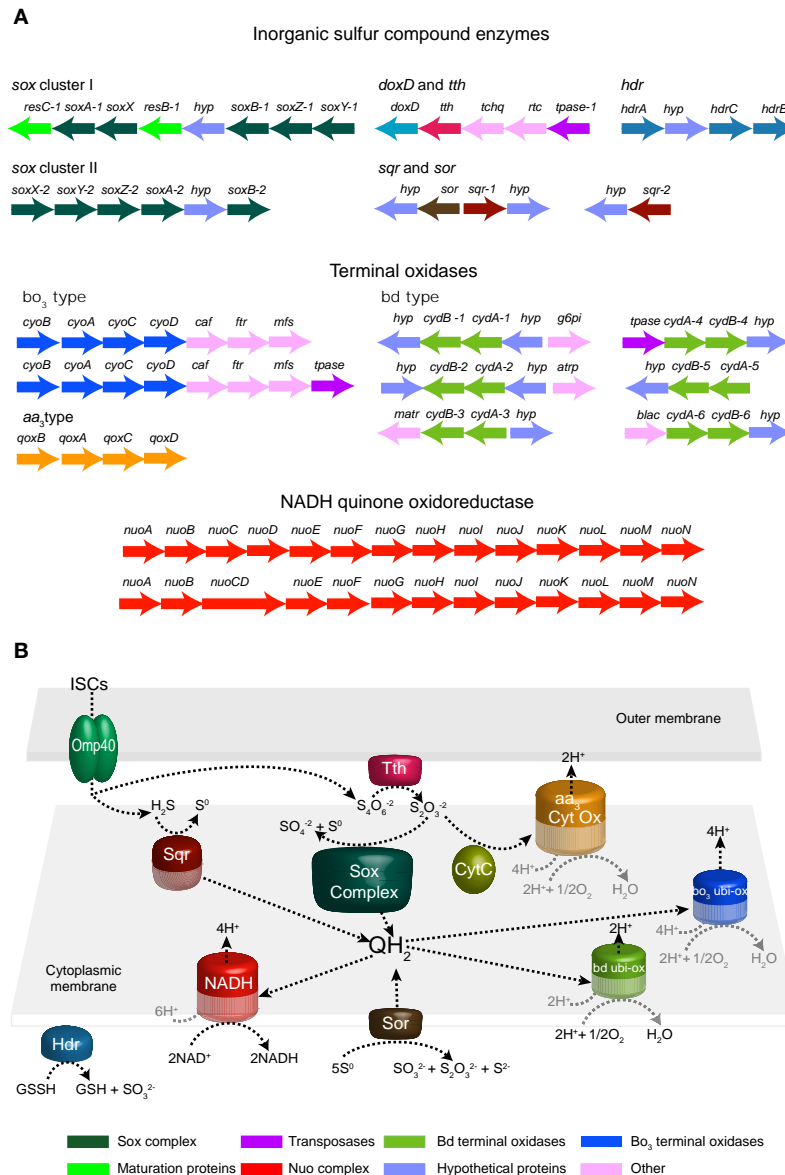 A
Inorganic sulfur compound enzymes
sox cluster I
resC-1 soxA-1 soxX resB-1 hyp soxB-1 soxZ-1 soxY-1
doxD and tth
doxD tth tchq rtc tpase-1
hdr
hdrA hyp hdrC hdrB
sox cluster II
soxX-2 soxY-2 soxZ-2 soxA-2 hyp soxB-2
sqr and sor
hyp sor sqr-1 hyp
hyp sqr-2
Terminal oxidases
bo₃ type
cyoB cyoA cyoC cyoD caf ftr mfs
cyoB cyoA cyoC cyoD caf ftr mfs tpase
aa₃type
qoxB qoxA qoxC qoxD
bd type
hyp cydB -1 cydA-1 hyp g6pi
hyp cydB-2 cydA-2 hyp atrp
matr cydB-3 cydA-3 hyp
tpase cydA-4 cydB-4 hyp
hyp cydB-5 cydA-5
blac cydA-6 cydB-6 hyp
NADH quinone oxidoreductase
nuoA nuoB nuoC nuoD nuoE nuoF nuoG nuoH nuoI nuoJ nuoK nuoL nuoM nuoN
nuoA nuoB nuoCD nuoE nuoF nuoG nuoH nuoI nuoJ nuoK nuoL nuoM nuoN
B
ISCs
Outer membrane
Omp40
Tth
2H⁺
H₂S S⁰
S₄O₆⁻² S₂O₃⁻²
aa₃
Cyt Ox
SO₄⁻² + S⁰
4H⁺
Sqr
Sox
Complex
CytC
4H⁺
2H⁺+ 1/2O₂ H₂O
bo₃ ubi-ox
QH₂
4H⁺
2H⁺+ 1/2O₂ H₂O
4H⁺
2H⁺
bd ubi-ox
Cytoplasmic
membrane
NADH
6H⁺
2H⁺
2H⁺+ 1/2O₂ H₂O
Hdr
Sor
2NAD⁺ 2NADH
5S⁰ SO₃²⁻ + S₂O₃²⁻ + S²⁻
GSSH GSH + SO₃²⁻
Sox complex Transposases Bd terminal oxidases Bo₃ terminal oxidases
Maturation proteins Nuo complex Hypothetical proteins Other